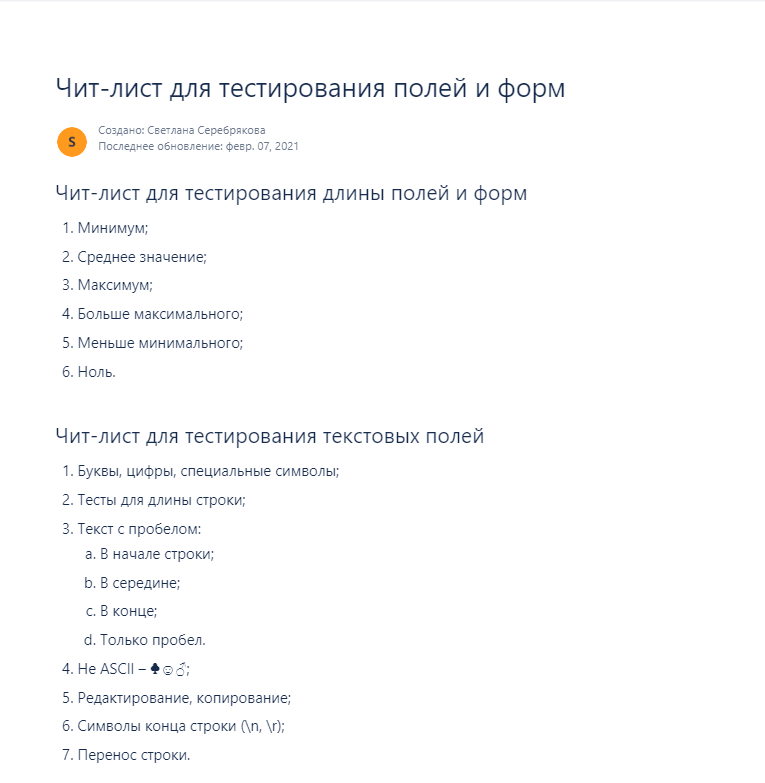 Чит-лист для тестирования полей и форм
S
Создано: Светлана Серебрякова
Последнее обновление: февр. 07, 2021
Чит-лист для тестирования длины полей и форм
1. Минимум;
2. Среднее значение;
3. Максимум;
4. Больше максимального;
5. Меньше минимального;
6. Ноль.
Чит-лист для тестирования текстовых полей
1. Буквы, цифры, специальные символы;
2. Тесты для длины строки;
3. Текст с пробелом:
a. В начале строки;
b. В середине;
c. В конце;
d. Только пробел.
4. Не ASCII – ♣☺♂;
5. Редактирование, копирование;
6. Символы конца строки (\n, \r);
7. Перенос строки.